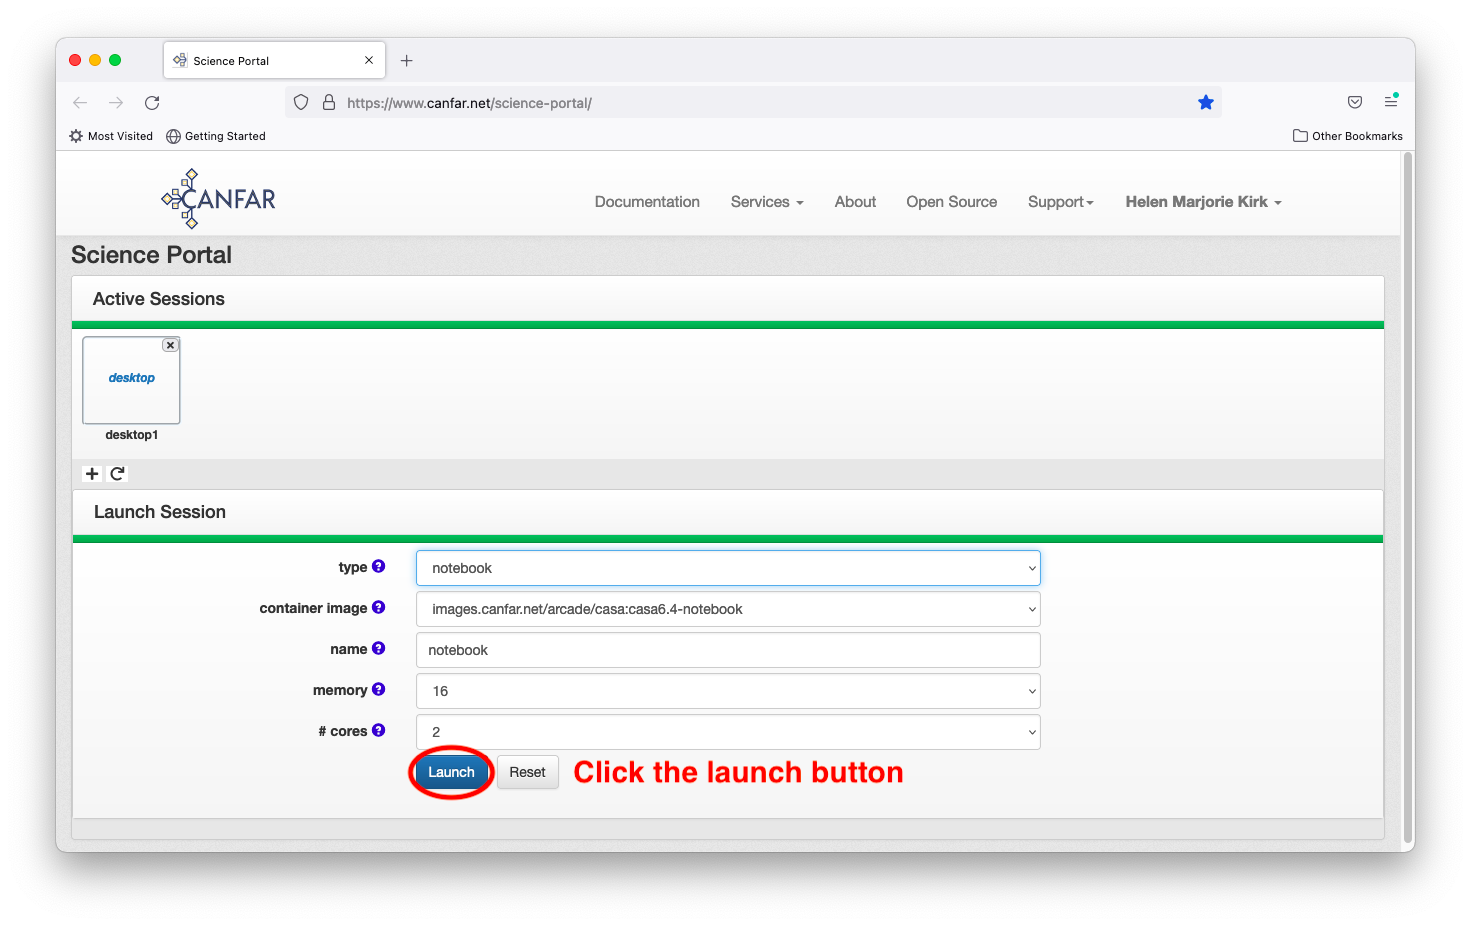 Science Portal
https://www.canfar.net/science-portal/
Most Visited Getting Started Other Bookmarks
CANFAR Documentation Services About Open Source Support Helen Marjorie Kirk
Science Portal
Active Sessions
desktop
desktop1
Launch Session
type notebook
container image images.canfar.net/arcade/casa:casa6.4-notebook
name notebook
memory 16
# cores 2
Launch Reset Click the launch button